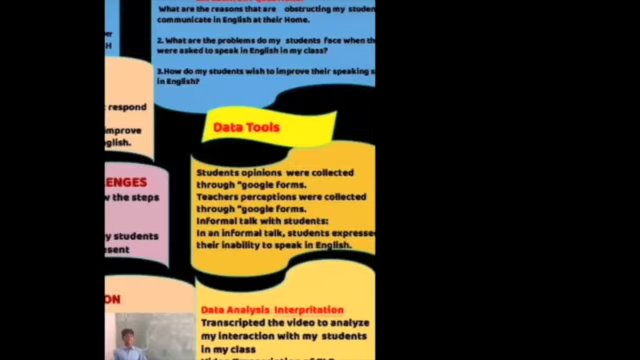 What are the reasons that are obstructing my studen
communicate in English at their Home.
2. What are the problems do my students face when th
were asked to speak in English in my class?
3.How do my students wish to improve their speaking s
in English?
respond
improve
glish.
Data Tools
Students opinions were collected
through "google forms.
Teachers perceptions were collected
through "google forms.
Informal talk with students:
In an informal talk, students expresse
their inability to speak in English.
LENGES
w the steps
y students
esent
ON
Data Analysis Interpritation
Transcripted the video to analyze
my interaction with my students
in my class